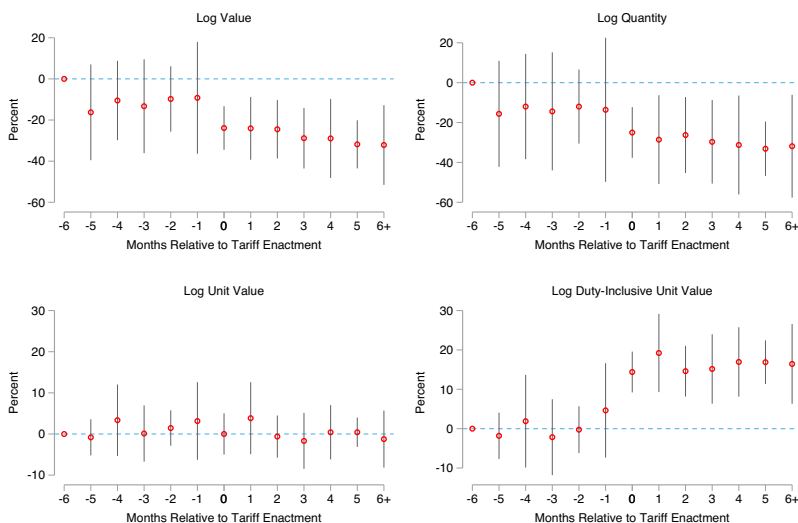 Log Value
Percent
20
0
-20
-40
-60
-6 -5 -4 -3 -2 -1 0 1 2 3 4 5 6+
Months Relative to Tariff Enactment
Log Quantity
Percent
20
0
-20
-40
-60
-6 -5 -4 -3 -2 -1 0 1 2 3 4 5 6+
Months Relative to Tariff Enactment
Log Unit Value
Percent
30
20
10
0
-10
-6 -5 -4 -3 -2 -1 0 1 2 3 4 5 6+
Months Relative to Tariff Enactment
Log Duty-Inclusive Unit Value
Percent
30
20
10
0
-10
-6 -5 -4 -3 -2 -1 0 1 2 3 4 5 6+
Months Relative to Tariff Enactment